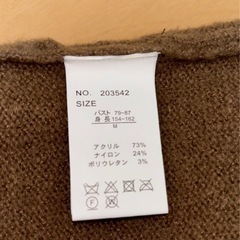 NO. 203542
SIZE
バスト 79~87
身長 154~162
M
アクリル 73%
ナイロン 24%
ポリウレタン 3%